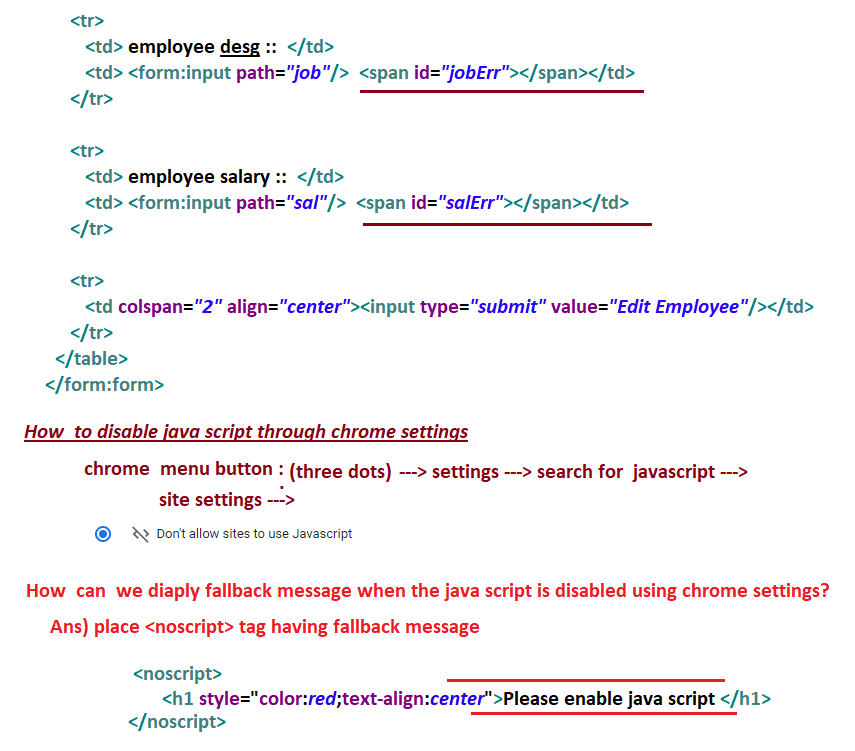 <tr>
<td> employee desg :: </td>
<td> <form:input path="job"/> <span id="jobErr"></span></td>
</tr>
<tr>
<td> employee salary :: </td>
<td> <form:input path="sal"/> <span id="salErr"></span></td>
</tr>
<tr>
<td colspan="2" align="center"><input type="submit" value="Edit Employee"/></td>
</tr>
</table>
</form:form>
How to disable java script through chrome settings
chrome menu button : (three dots) ---> settings ---> search for javascript --->
site settings --->
Don't allow sites to use Javascript
How can we diaply fallback message when the java script is disabled using chrome settings?
Ans) place <noscript> tag having fallback message
<noscript>
<h1 style="color:red;text-align:center">Please enable java script </h1>
</noscript>